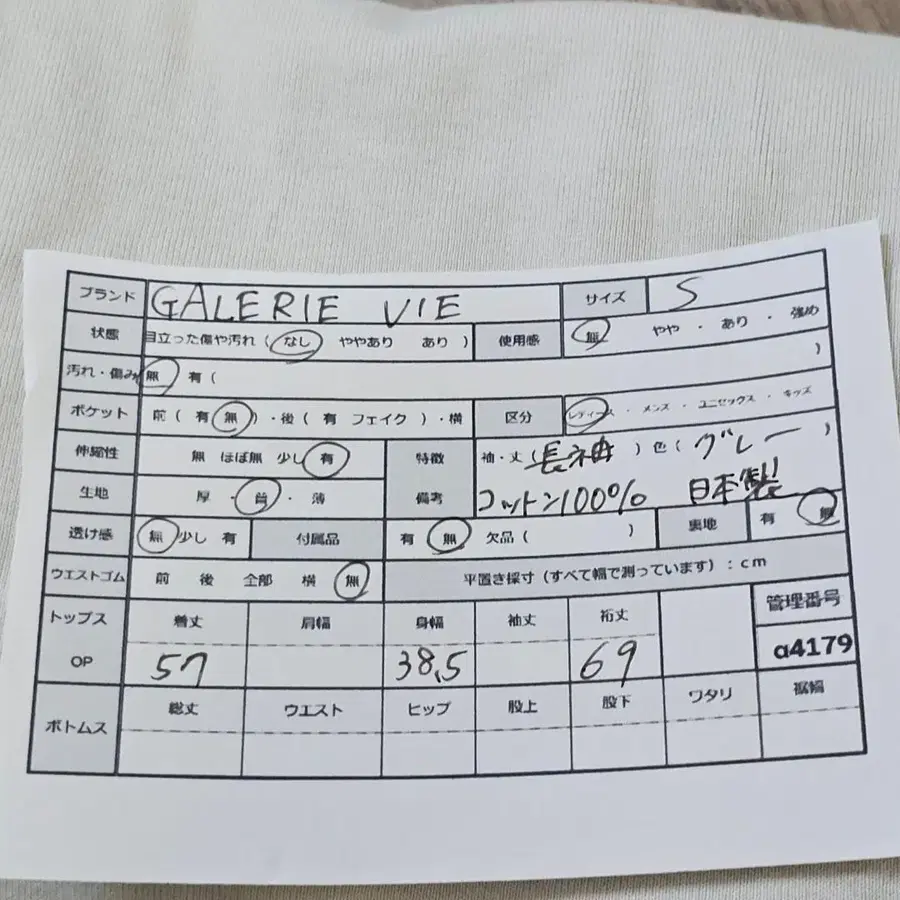 ブランド GALERIE VIE サイズ S
状態 目立った傷や汚れ ( なし ややあり あり ) 使用感 無 やや ・ あり ・ 強め
汚れ・傷み 無 有 ( )
ポケット 前 ( 有 無 ) ・ 後 ( 有 フェイク ) ・ 横 区分 レディース ・ メンズ ・ ユニセックス ・ キッズ
伸縮性 無 ほぼ無 少し 有 特徴 袖・丈 ( 長袖 ) 色 ( グレー )
生地 厚 ・ 普 ・ 薄 備考 コットン100% 日本製
透け感 無 少し 有 付属品 有 無 欠品 ( ) 裏地 有 無
ウエストゴム 前 後 全部 横 無 平置き採寸 (すべて幅で測っています) : cm
トップス 着丈 肩幅 身幅 袖丈 裄丈 管理番号
OP 57 38,5 69 a4179
ボトムス 総丈 ウエスト ヒップ 股上 股下 ワタリ 裾幅